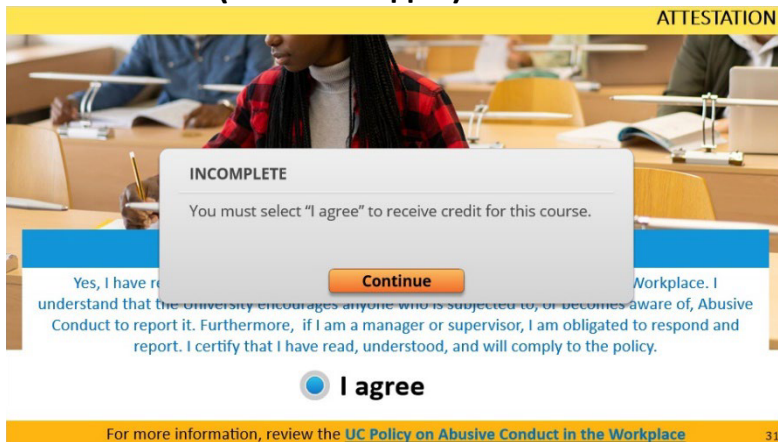 ATTESTATION
INCOMPLETE
You must select “I agree” to receive credit for this course.
Continue
Yes, I have Workplace. I
understand that the University encourages anyone who is subjected to, or becomes aware of, Abusive
Conduct to report it. Furthermore, if I am a manager or supervisor, I am obligated to respond and
report. I certify that I have read, understood, and will comply to the policy.
I agree
For more information, review the UC Policy on Abusive Conduct in the Workplace
31